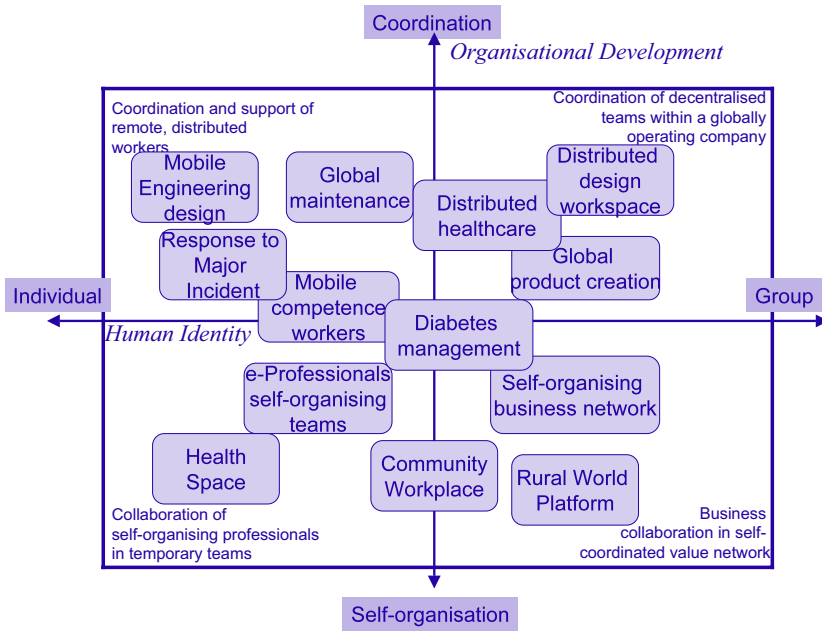 Coordination
Organisational Development
Coordination and support of
remote, distributed
workers
Coordination of decentralised
teams within a globally
operating company
Mobile
Engineering
design
Global
maintenance
Distributed
healthcare
Distributed
design
workspace
Response to
Major
Incident
Global
product creation
Individual
Group
Mobile
competence
workers
Human Identity
Diabetes
management
e-Professionals
self-organising
teams
Self-organising
business network
Health
Space
Community
Workplace
Rural World
Platform
Collaboration of
self-organising professionals
in temporary teams
Business
collaboration in self-
coordinated value network
Self-organisation